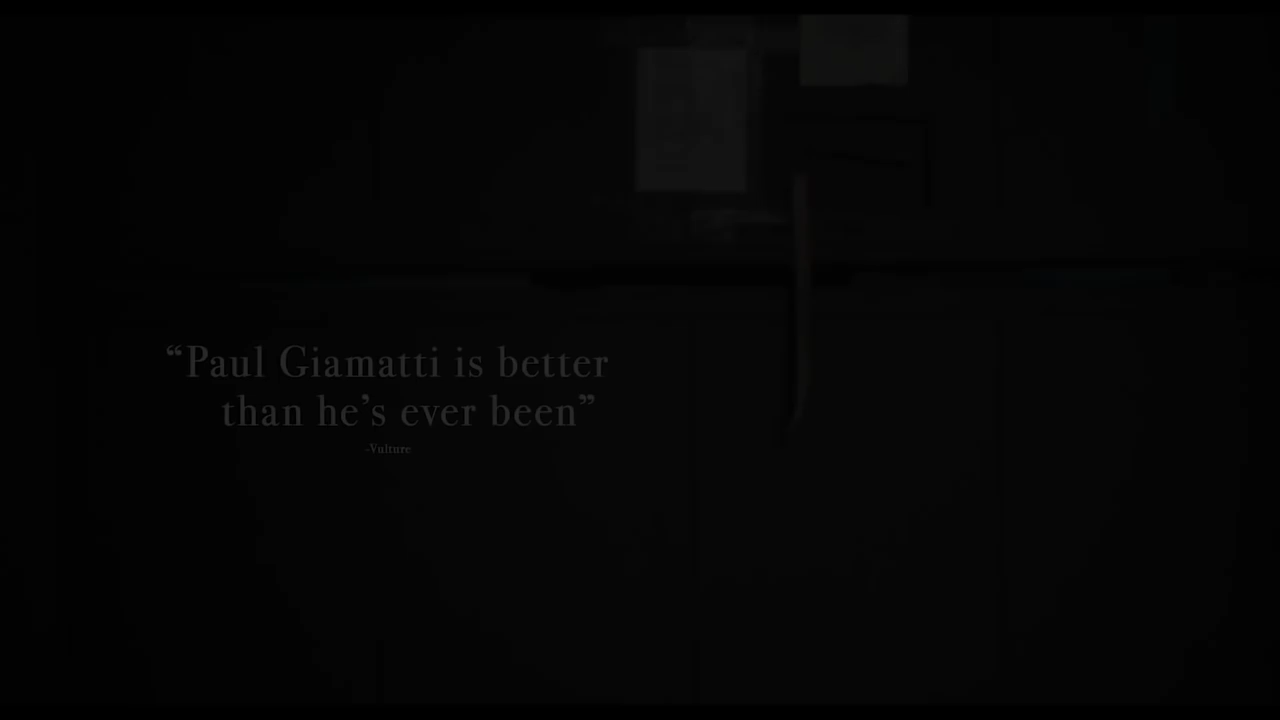 “Paul Giamatti is better
than he’s ever been”
-Vulture